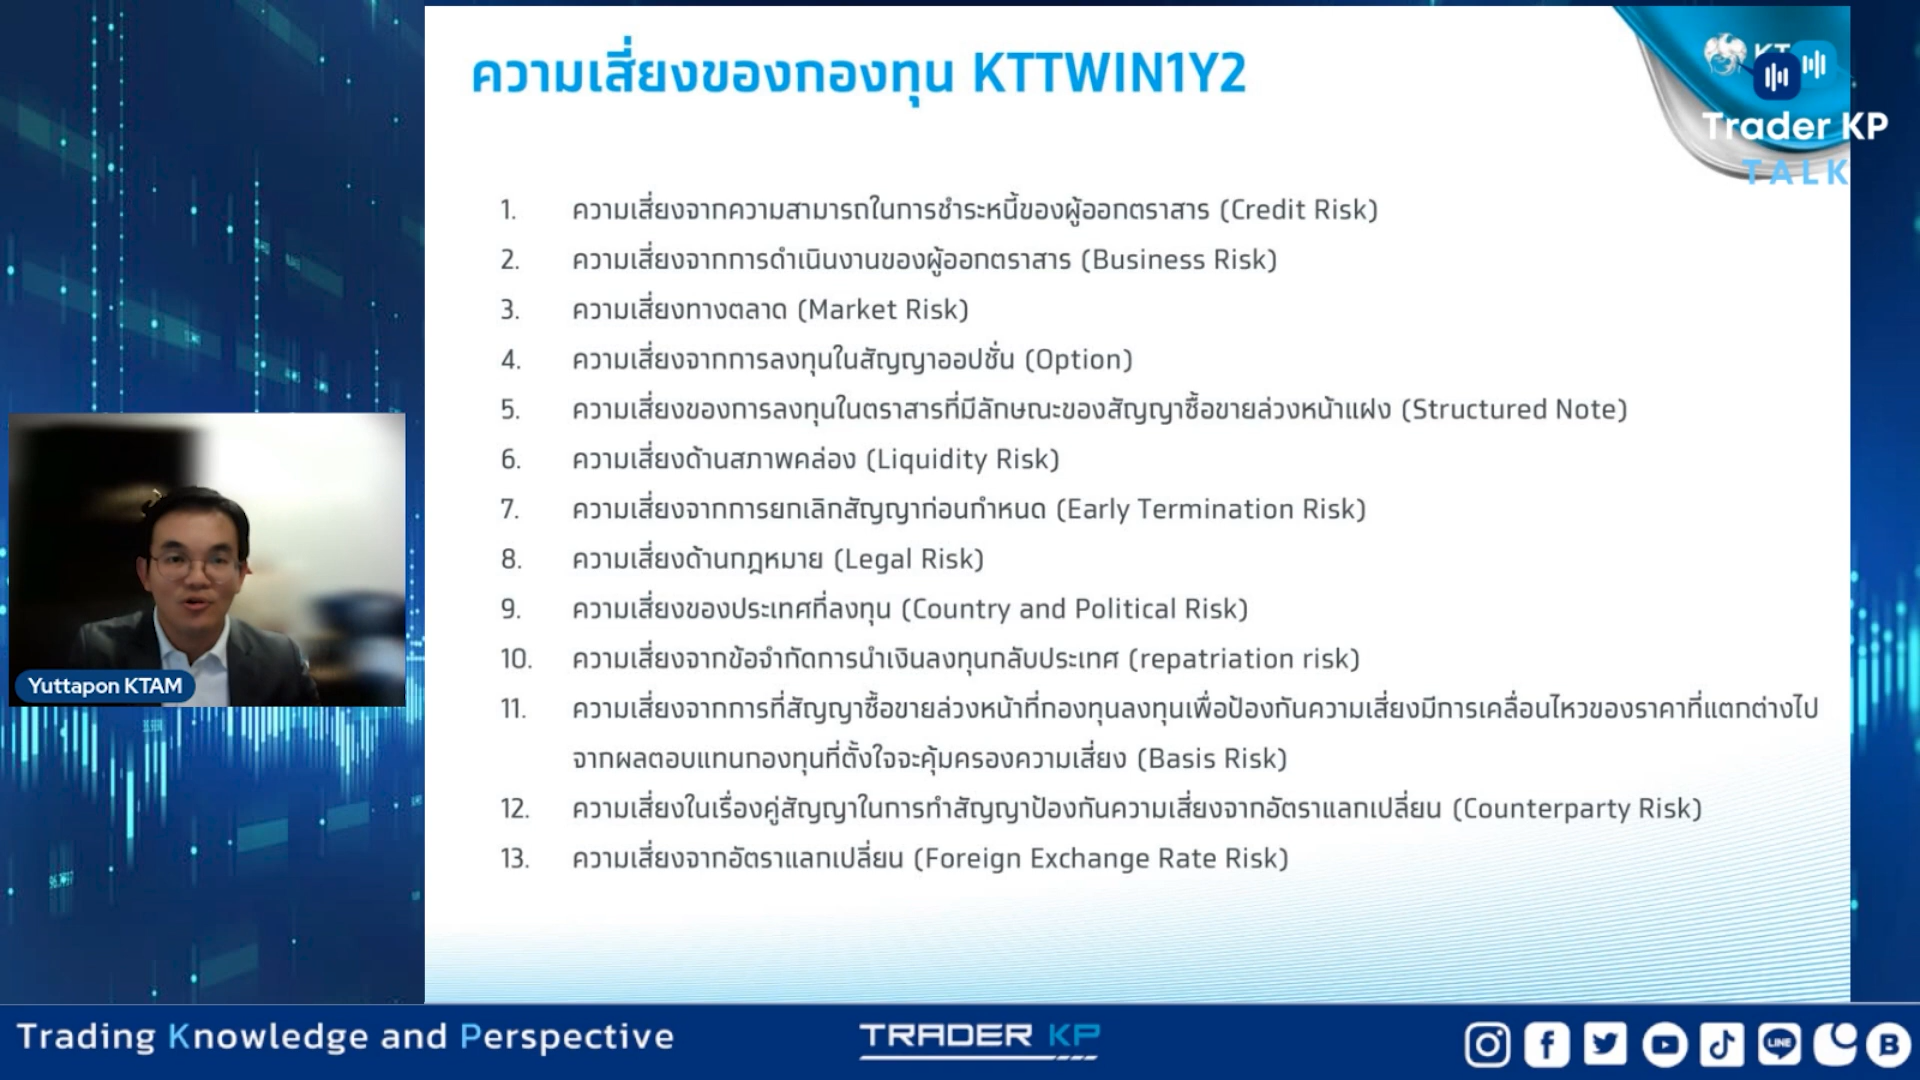 ความเสี่ยงของกองทุน KTTWIN1Y2
Trader KP
TALK
1. ความเสี่ยงจากความสามารถในการชำระหนี้ของผู้ออกตราสาร (Credit Risk)
2. ความเสี่ยงจากการดำเนินงานของผู้ออกตราสาร (Business Risk)
3. ความเสี่ยงทางตลาด (Market Risk)
4. ความเสี่ยงจากการลงทุนในสัญญาออปชั่น (Option)
5. ความเสี่ยงของการลงทุนในตราสารที่มีลักษณะของสัญญาซื้อขายล่วงหน้าแฝง (Structured Note)
6. ความเสี่ยงด้านสภาพคล่อง (Liquidity Risk)
7. ความเสี่ยงจากการยกเลิกสัญญาก่อนกำหนด (Early Termination Risk)
8. ความเสี่ยงด้านกฎหมาย (Legal Risk)
9. ความเสี่ยงของประเทศที่ลงทุน (Country and Political Risk)
10. ความเสี่ยงจากข้อจำกัดการนำเงินลงทุนกลับประเทศ (repatriation risk)
11. ความเสี่ยงจากการที่สัญญาซื้อขายล่วงหน้าที่กองทุนลงทุนเพื่อป้องกันความเสี่ยงมีการเคลื่อนไหวของราคาที่แตกต่างไป
จากผลตอบแทนกองทุนที่ตั้งใจจะคุ้มครองความเสี่ยง (Basis Risk)
12. ความเสี่ยงในเรื่องคู่สัญญาในการทำสัญญาป้องกันความเสี่ยงจากอัตราแลกเปลี่ยน (Counterparty Risk)
13. ความเสี่ยงจากอัตราแลกเปลี่ยน (Foreign Exchange Rate Risk)
Yuttapon KTAM
Trading Knowledge and Perspective
TRADER KP
LINE